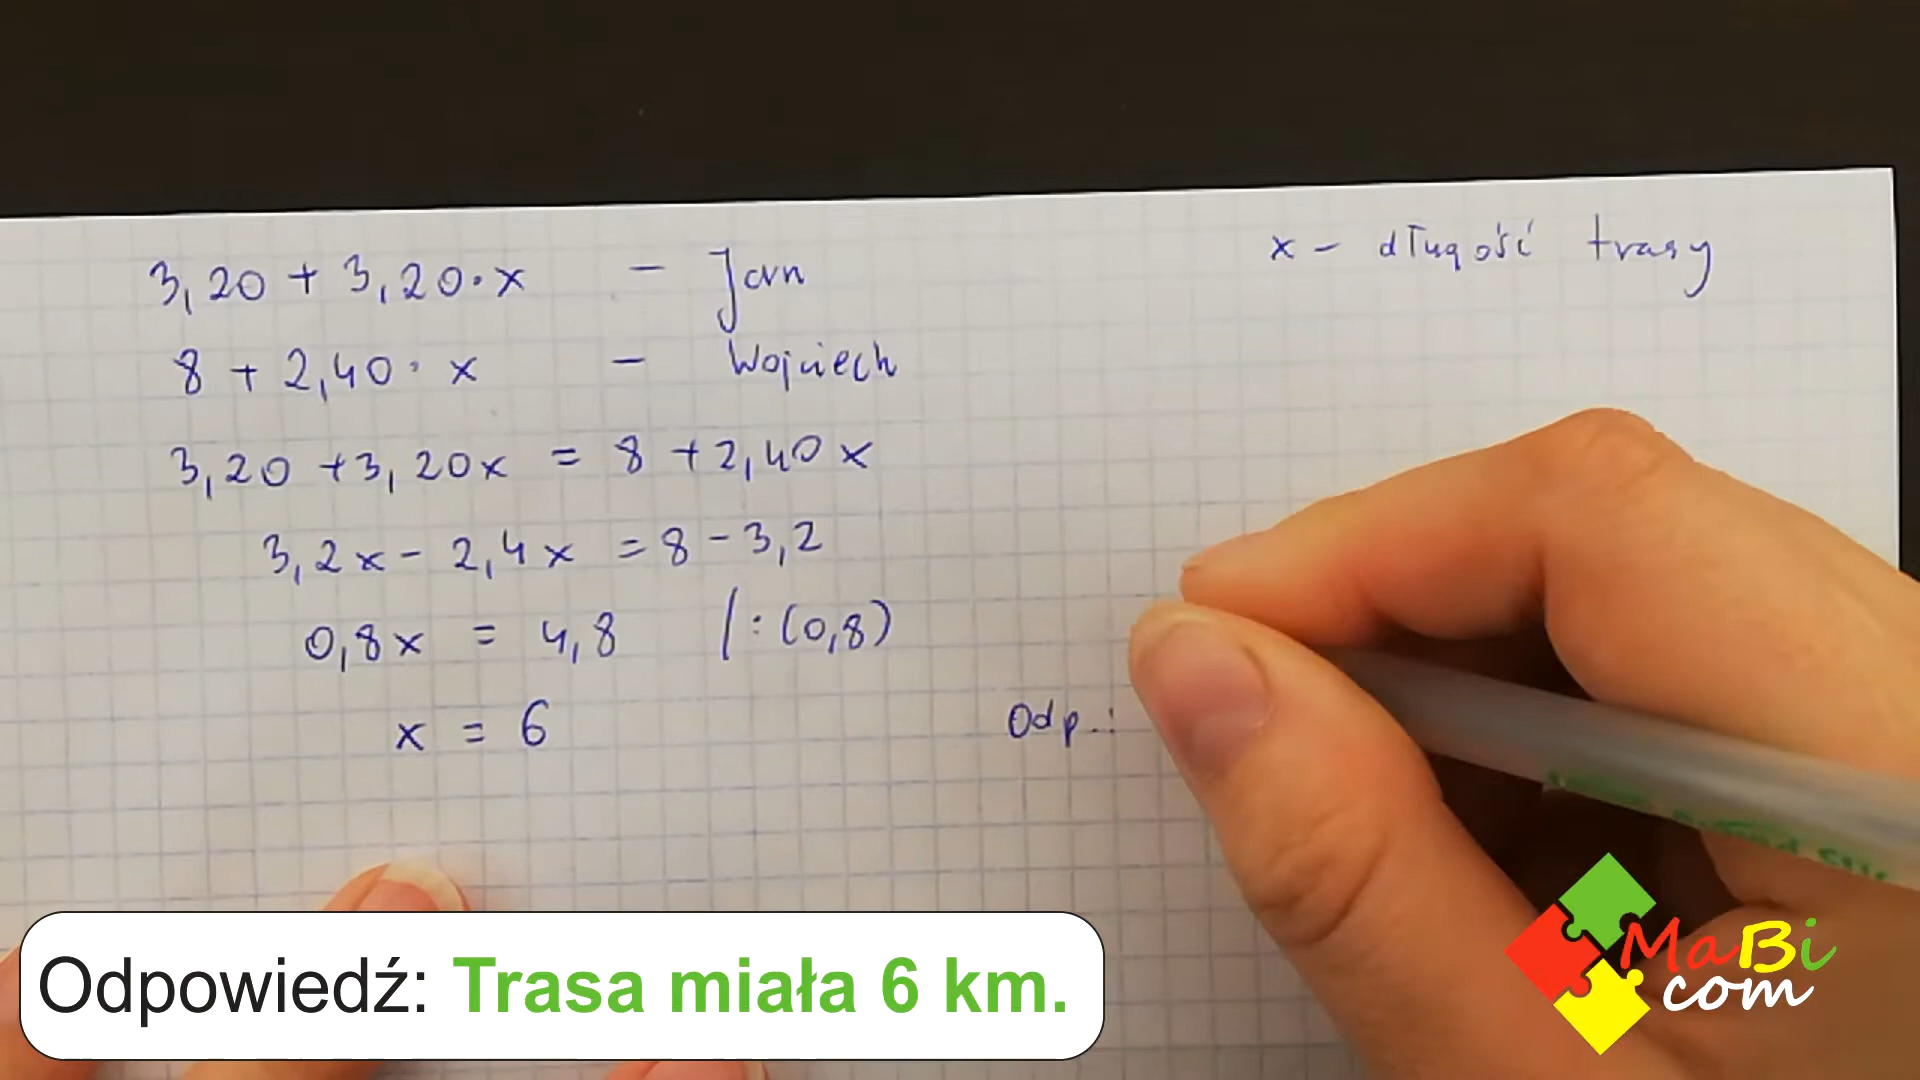 x - długość trasy
3,20 + 3,20 · x - Jan
8 + 2,40 · x - Wojciech
3,20 + 3,20x = 8 + 2,40x
3,2x - 2,4x = 8 - 3,2
0,8x = 4,8 /:(0,8)
x = 6
Odp.:
Odpowiedź: Trasa miała 6 km.
MaBi
com